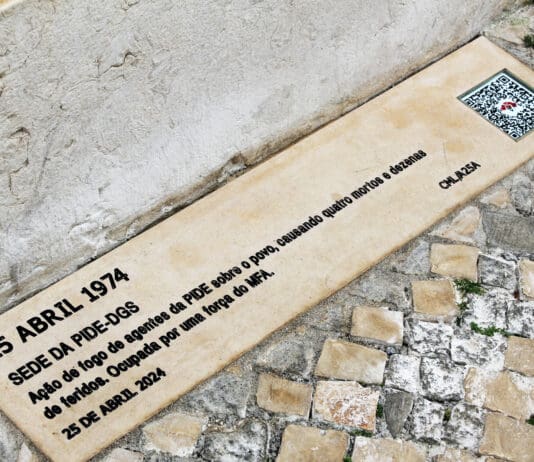 5 ABRIL 1974
SEDE DA PIDE-DGS
Ação de fogo de agentes da PIDE sobre o povo, causando quatro mortos e dezenas
de feridos. Ocupada por uma força do MFA.
25 DE ABRIL 2024
CML/A25A